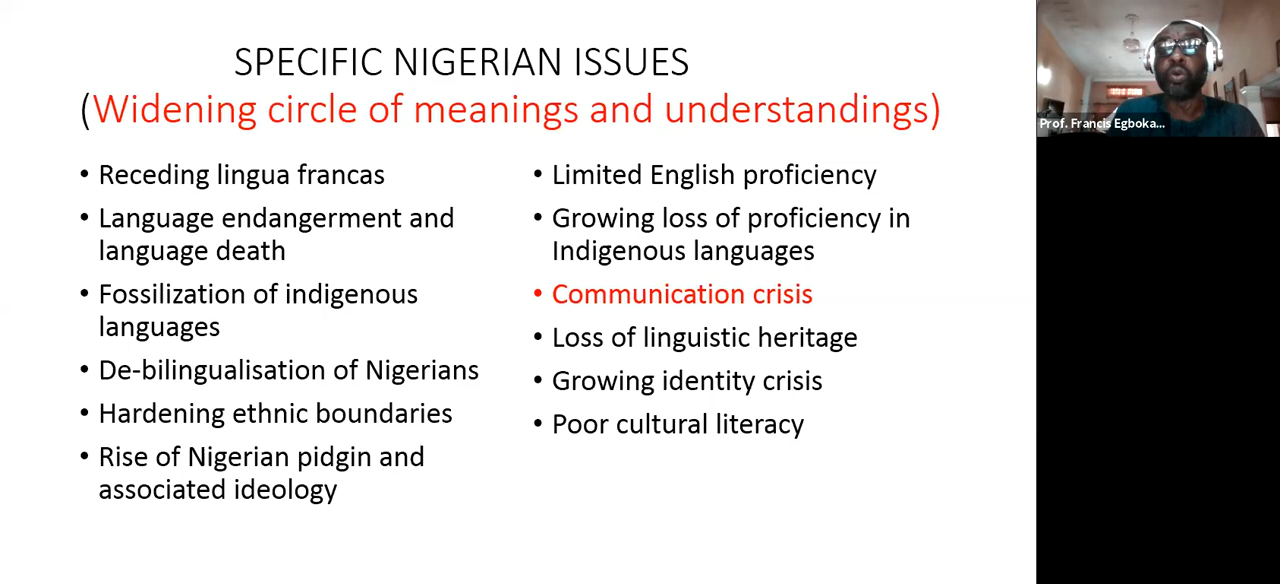 SPECIFIC NIGERIAN ISSUES
(Widening circle of meanings and understandings)
• Receding lingua francas
• Language endangerment and
language death
• Fossilization of indigenous
languages
• De-bilingualisation of Nigerians
• Hardening ethnic boundaries
• Rise of Nigerian pidgin and
associated ideology
• Limited English proficiency
• Growing loss of proficiency in
Indigenous languages
• Communication crisis
• Loss of linguistic heritage
• Growing identity crisis
• Poor cultural literacy
Prof. Francis Egboka...